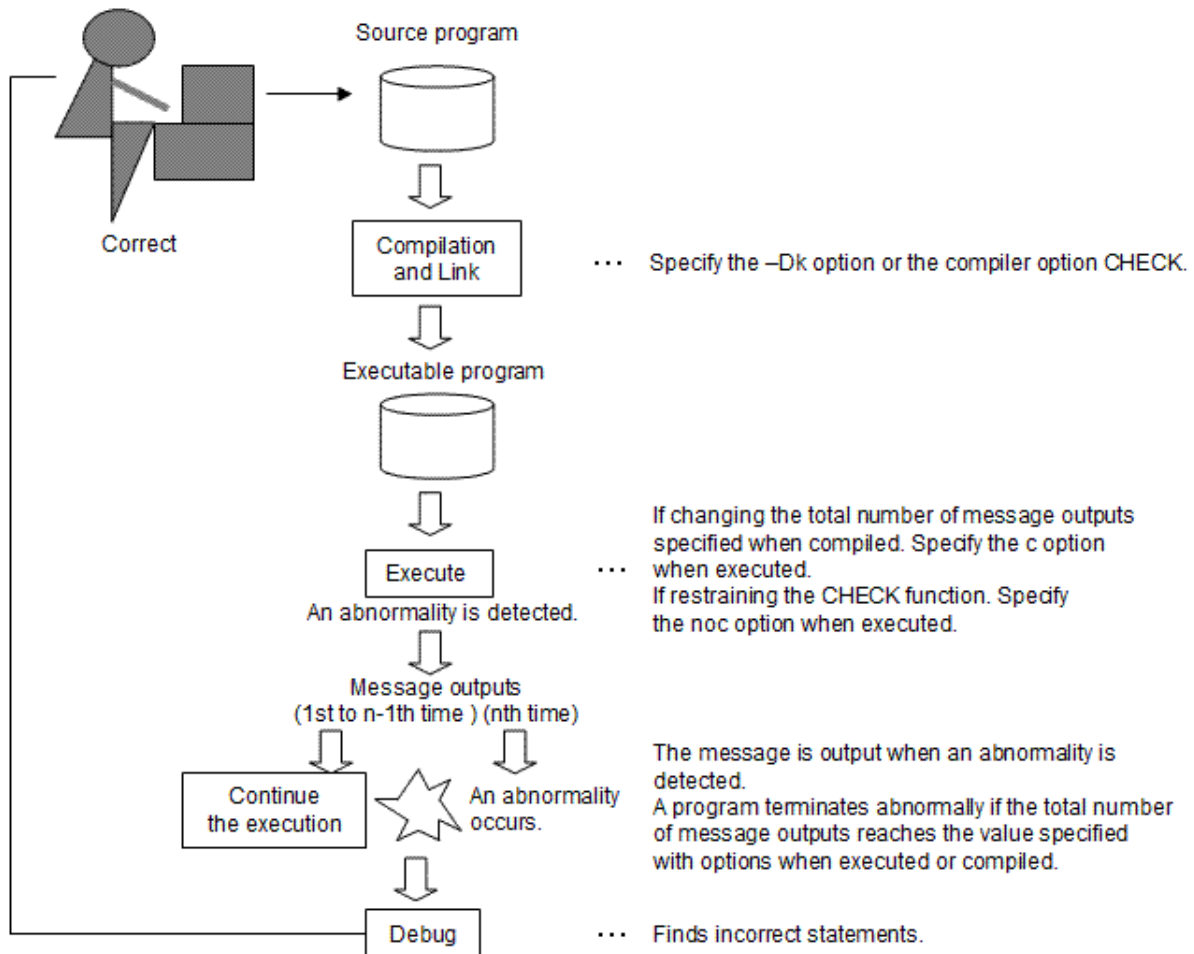 Source program
Correct
Compilation
and Link
··· Specify the –Dk option or the compiler option CHECK.
Executable program
Execute
··· If changing the total number of message outputs
specified when compiled. Specify the c option
when executed.
If restraining the CHECK function. Specify
the noc option when executed.
An abnormality is detected.
Message outputs
(1st to n-1th time ) (nth time)
Continue
the execution
An abnormality
occurs.
The message is output when an abnormality is
detected.
A program terminates abnormally if the total number
of message outputs reaches the value specified
with options when executed or compiled.
Debug
··· Finds incorrect statements.